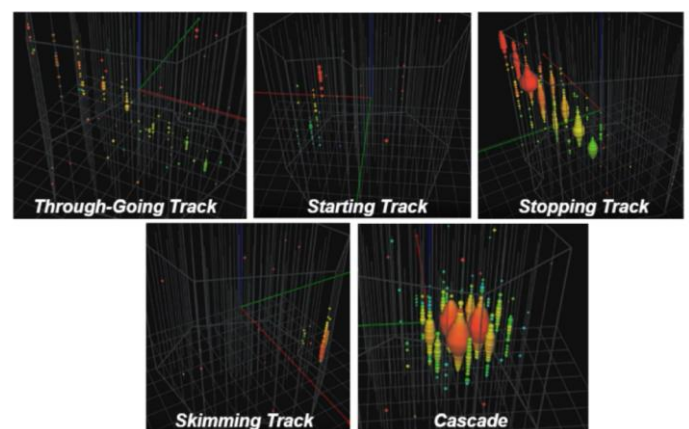 Through-Going Track
Starting Track
Stopping Track
Skimming Track
Cascade